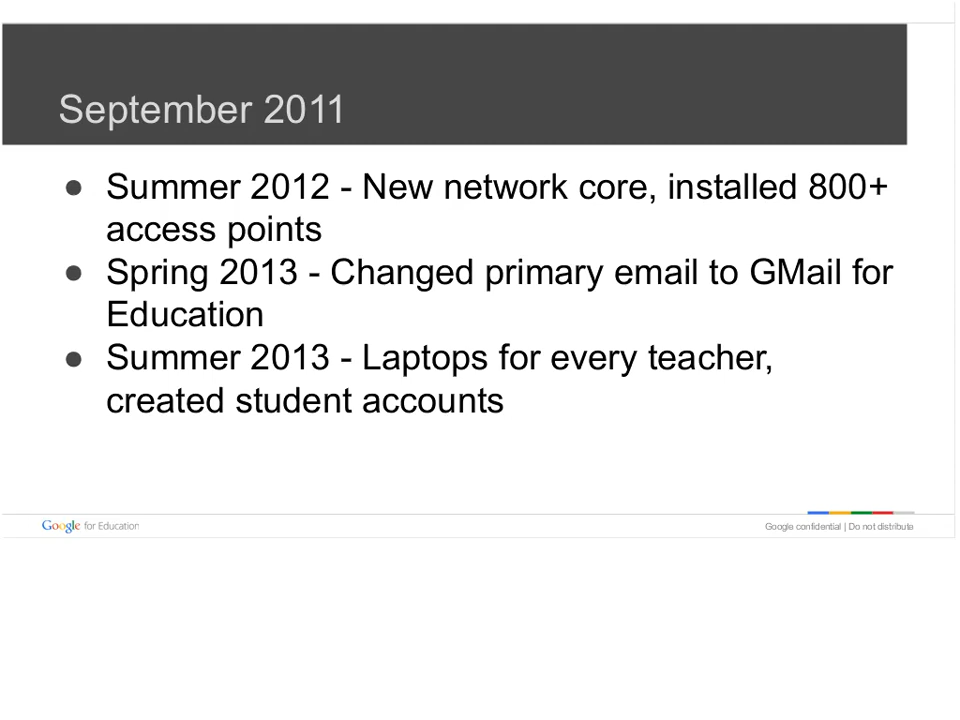 September 2011
● Summer 2012 - New network core, installed 800+
access points
● Spring 2013 - Changed primary email to GMail for
Education
● Summer 2013 - Laptops for every teacher,
created student accounts
Google for Education
Google confidential | Do not distribute